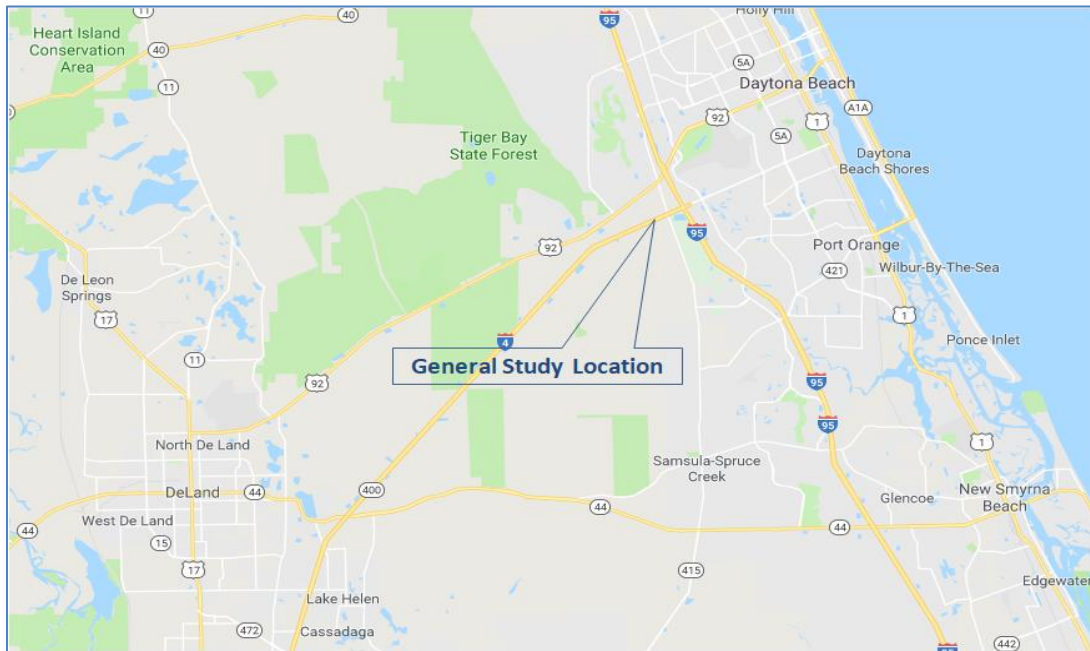 11
40
95
Holly Hill
Heart Island
Conservation
Area
40
11
5A
Daytona Beach
A1A
92
1
5A
Tiger Bay
State Forest
Daytona
Beach Shores
92
95
Port Orange
421
Wilbur-By-The-Sea
De Leon
Springs
17
1
4
Ponce Inlet
11
General Study Location
92
95
95
North De Land
1
Samsula-Spruce
Creek
DeLand
44
400
Glencoe
New Smyrna
Beach
44
West De Land
44
44
15
17
415
Edgewater
Lake Helen
472
Cassadaga
442
95